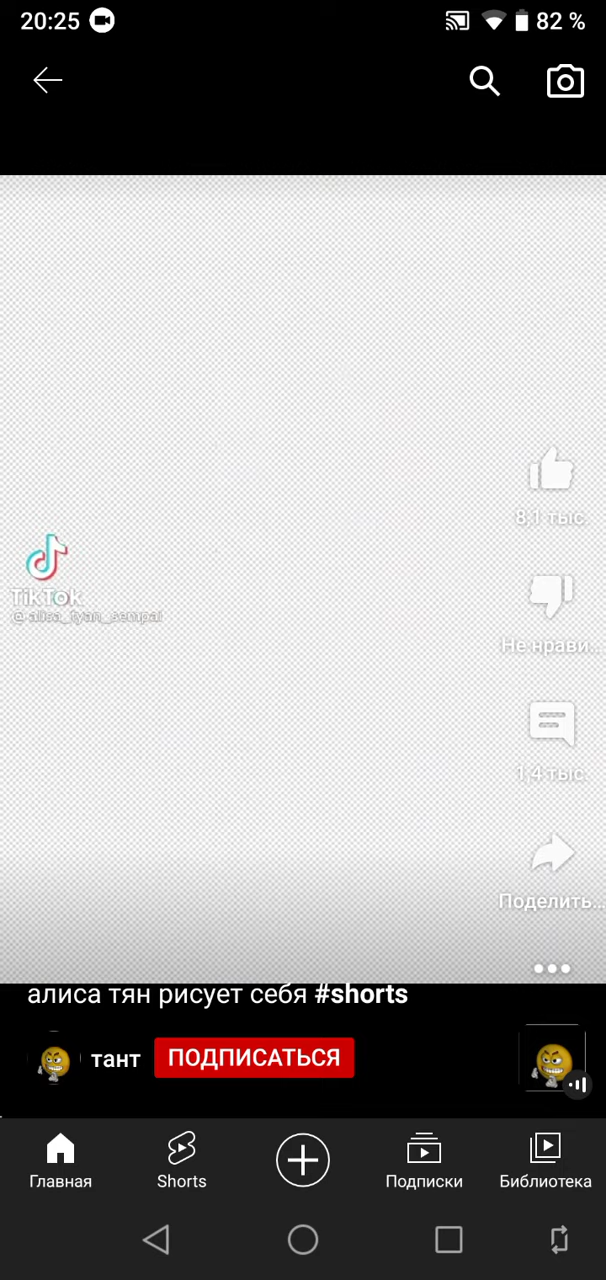 20:25
82 %
8,1 тыс.
TikTok
@alisa_tyan_sempai
Не нрави...
1,4 тыс.
Поделить...
алиса тян рисует себя #shorts
тант
ПОДПИСАТЬСЯ
Главная
Shorts
Подписки
Библиотека